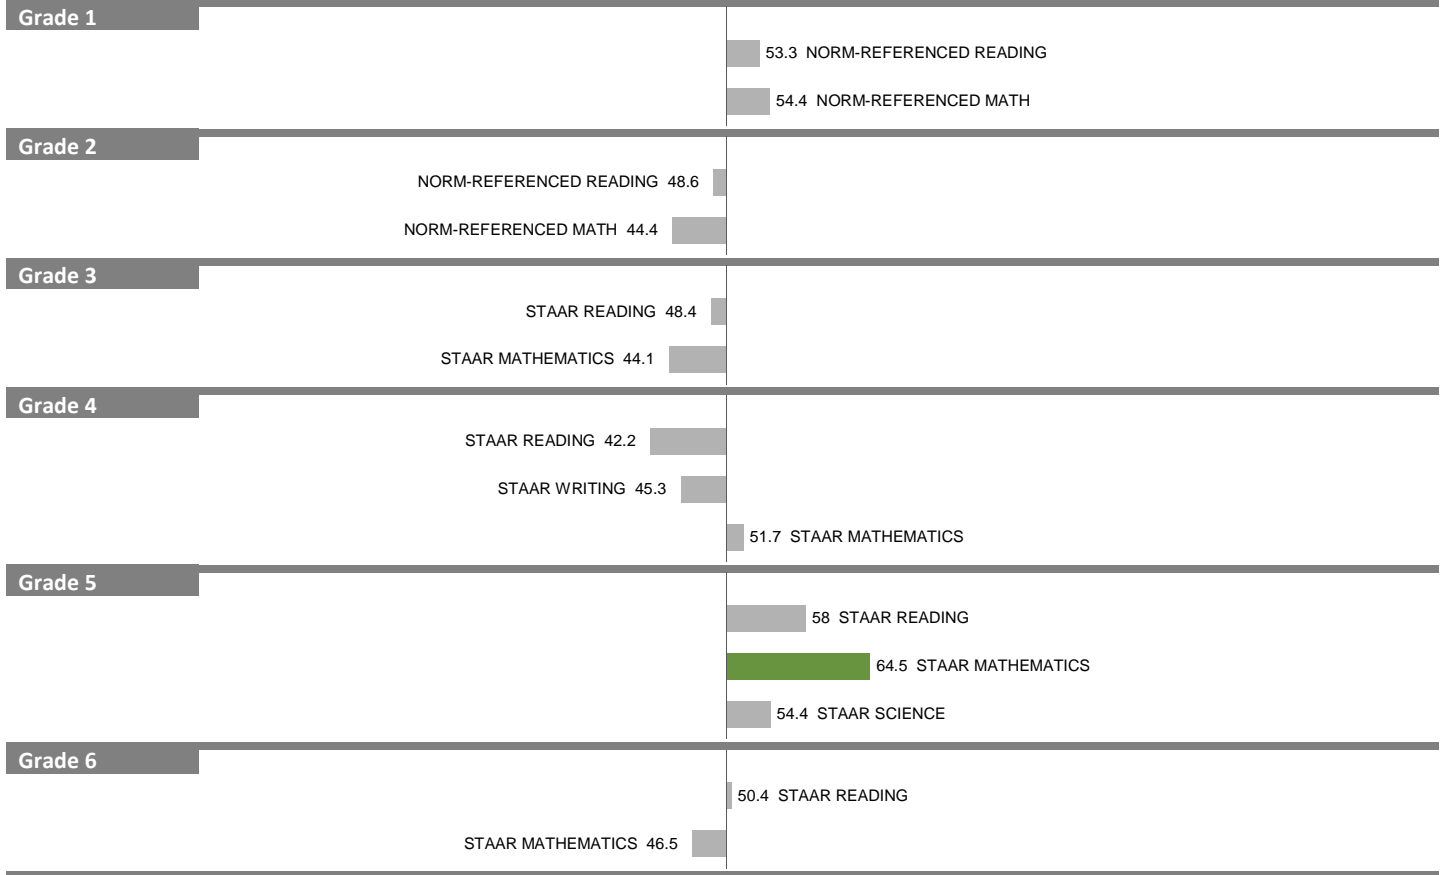 Grade 1
53.3 NORM-REFERENCED READING
54.4 NORM-REFERENCED MATH
Grade 2
NORM-REFERENCED READING 48.6
NORM-REFERENCED MATH 44.4
Grade 3
STAAR READING 48.4
STAAR MATHEMATICS 44.1
Grade 4
STAAR READING 42.2
STAAR WRITING 45.3
51.7 STAAR MATHEMATICS
Grade 5
58 STAAR READING
64.5 STAAR MATHEMATICS
54.4 STAAR SCIENCE
Grade 6
50.4 STAAR READING
STAAR MATHEMATICS 46.5